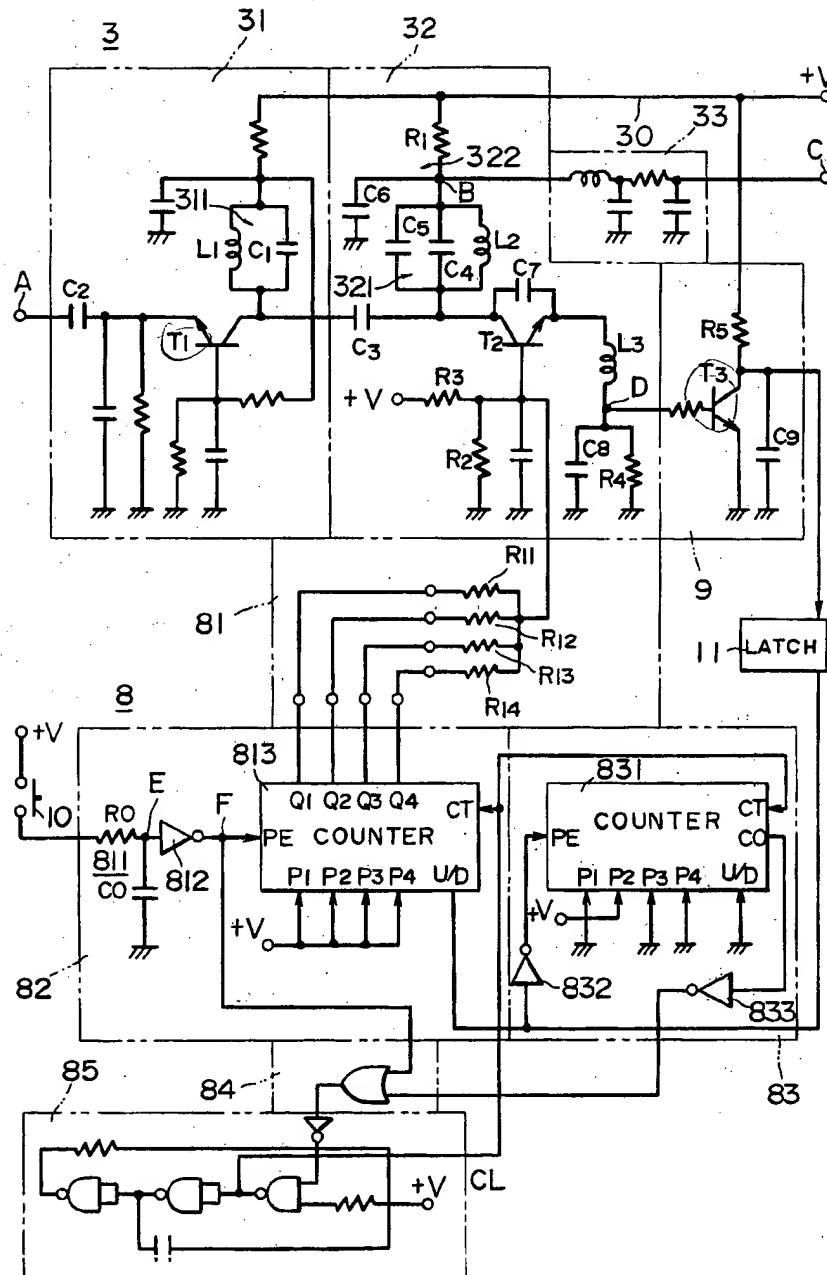 3
31
32
+V
30
33
C
R1
322
B
C6
311
L1
C1
C5
C4
L2
321
C7
A
C2
T1
C3
T2
L3
R5
T3
+V
R3
D
R2
C8
R4
C9
9
81
R11
R12
R13
R14
11
LATCH
8
+V
10
R0
E
811
C0
812
F
813
Q1 Q2 Q3 Q4
CT
PE
COUNTER
P1 P2 P3 P4 U/D
+V
82
831
CT
COUNTER
CO
PE
P1 P2 P3 P4 U/D
+V
832
833
83
84
85
CL
+V